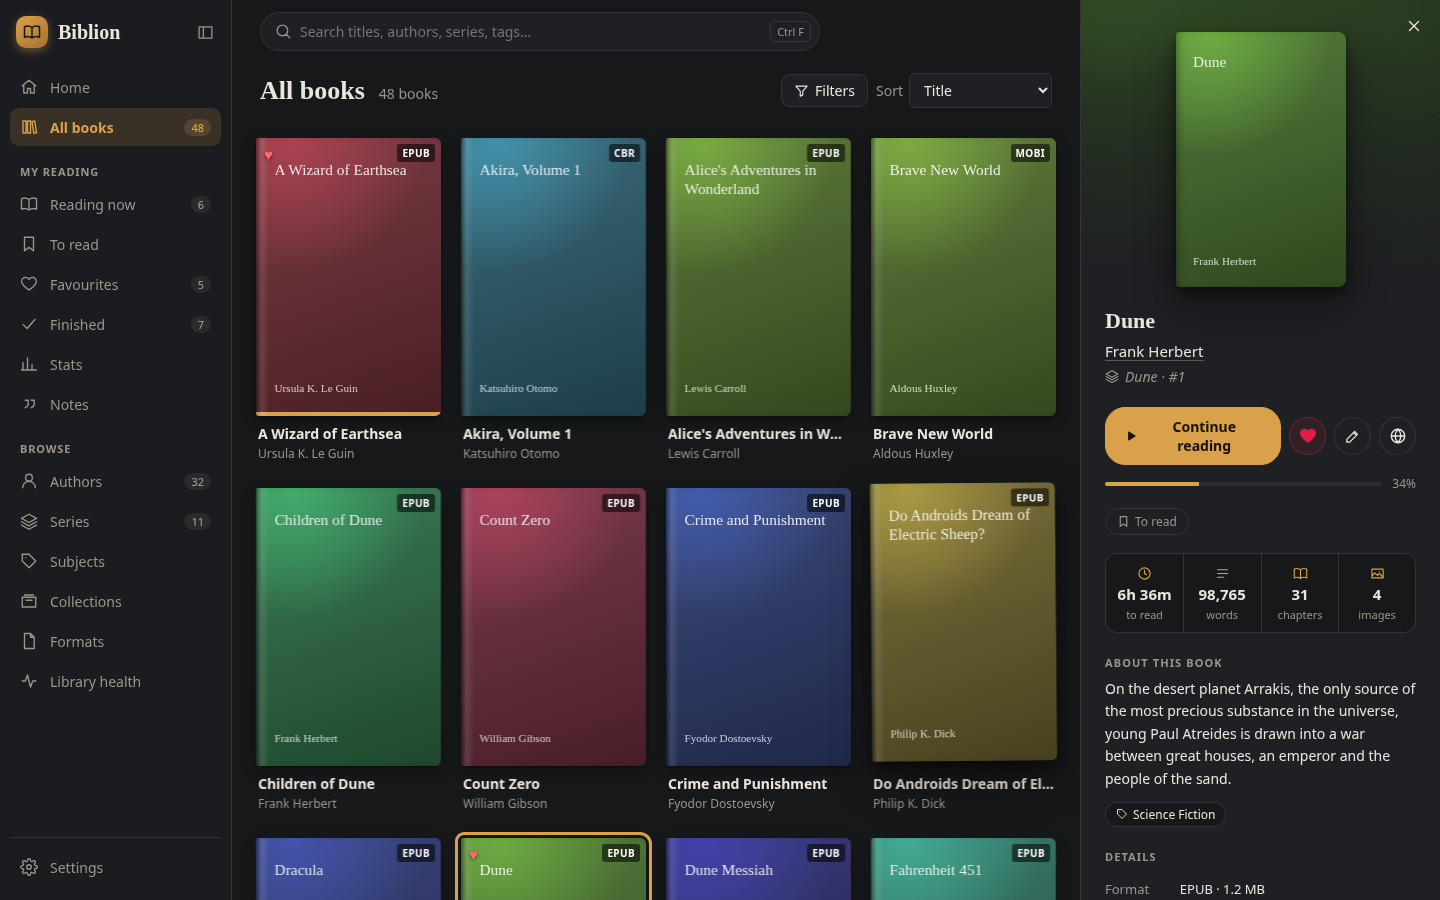 Biblion
Home
All books 48
MY READING
Reading now 6
To read
Favourites 5
Finished 7
Stats
Notes
BROWSE
Authors 32
Series 11
Subjects
Collections
Formats
Library health
Settings
Search titles, authors, series, tags... Ctrl F
All books 48 books
Filters Sort Title
EPUB
A Wizard of Earthsea
Ursula K. Le Guin
A Wizard of Earthsea
Ursula K. Le Guin
CBR
Akira, Volume 1
Katsuhiro Otomo
Akira, Volume 1
Katsuhiro Otomo
EPUB
Alice's Adventures in
Wonderland
Lewis Carroll
Alice's Adventures in W...
Lewis Carroll
MOBI
Brave New World
Aldous Huxley
Brave New World
Aldous Huxley
EPUB
Children of Dune
Frank Herbert
Children of Dune
Frank Herbert
EPUB
Count Zero
William Gibson
Count Zero
William Gibson
EPUB
Crime and Punishment
Fyodor Dostoevsky
Crime and Punishment
Fyodor Dostoevsky
EPUB
Do Androids Dream of
Electric Sheep?
Philip K. Dick
Do Androids Dream of El...
Philip K. Dick
EPUB
Dracula
EPUB
Dune
EPUB
Dune Messiah
EPUB
Fahrenheit 451
Dune
Frank Herbert
Dune
Frank Herbert
Dune · #1
Continue
reading
34%
To read
6h 36m
to read
98,765
words
31
chapters
4
images
ABOUT THIS BOOK
On the desert planet Arrakis, the only source of
the most precious substance in the universe,
young Paul Atreides is drawn into a war
between great houses, an emperor and the
people of the sand.
Science Fiction
DETAILS
Format EPUB · 1.2 MB